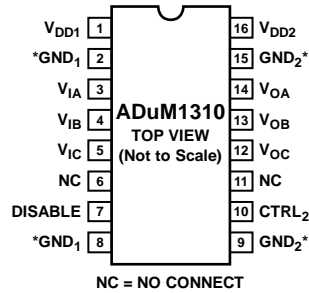 VDD1 1 16 VDD2
*GND1 2 15 GND2*
VIA 3 14 VOA
ADuM1310
VIB 4 13 VOB
TOP VIEW
(Not to Scale)
VIC 5 12 VOC
NC 6 11 NC
DISABLE 7 10 CTRL2
*GND1 8 9 GND2*
NC = NO CONNECT